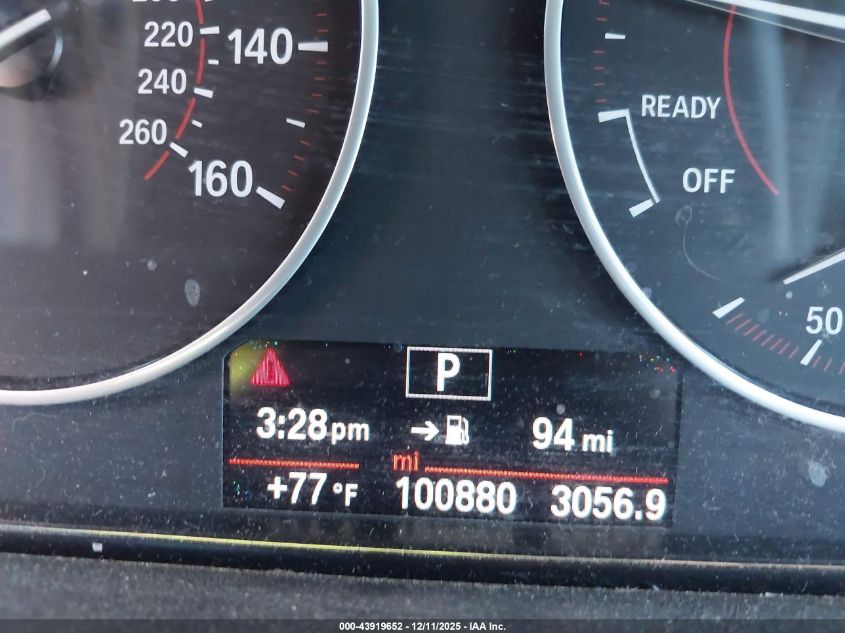 220
140
240
260
160
READY
OFF
50
P
3:28pm
94 mi
mi
+77 °F
100880
3056.9
000-43919652 - 12/11/2025 - IAA Inc.